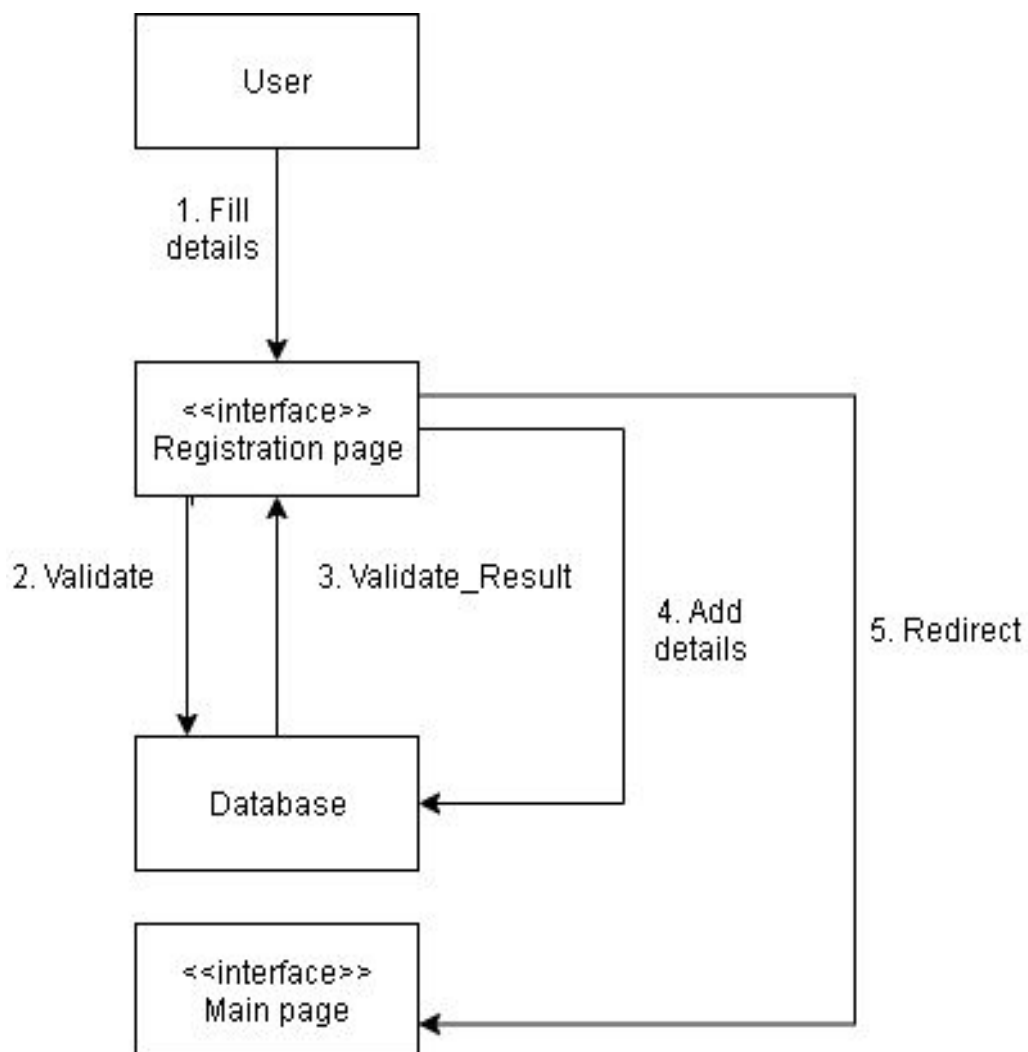 User
1. Fill
details
<<interface>>
Registration page
2. Validate
3. Validate_Result
4. Add
details
5. Redirect
Database
<<interface>>
Main page